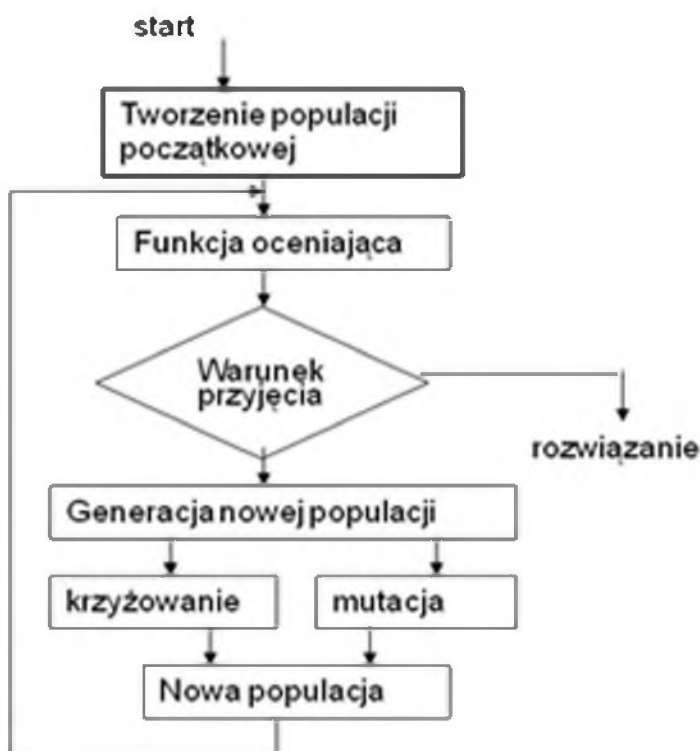 start
Tworzenie populacji
początkowej
Funkcja oceniająca
Warunek
przyjęcia
rozwiązanie
Generacja nowej populacji
krzyżowanie
mutacja
Nowa populacja